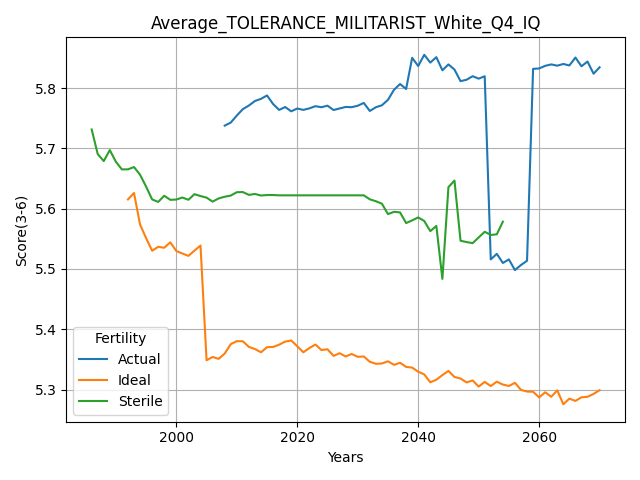 Average_TOLERANCE_MILITARIST_White_Q4_IQ
Score(3-6)
5.8
5.7
5.6
5.5
5.4
5.3
Fertility
Actual
Ideal
Sterile
2000
2020
2040
2060
Years